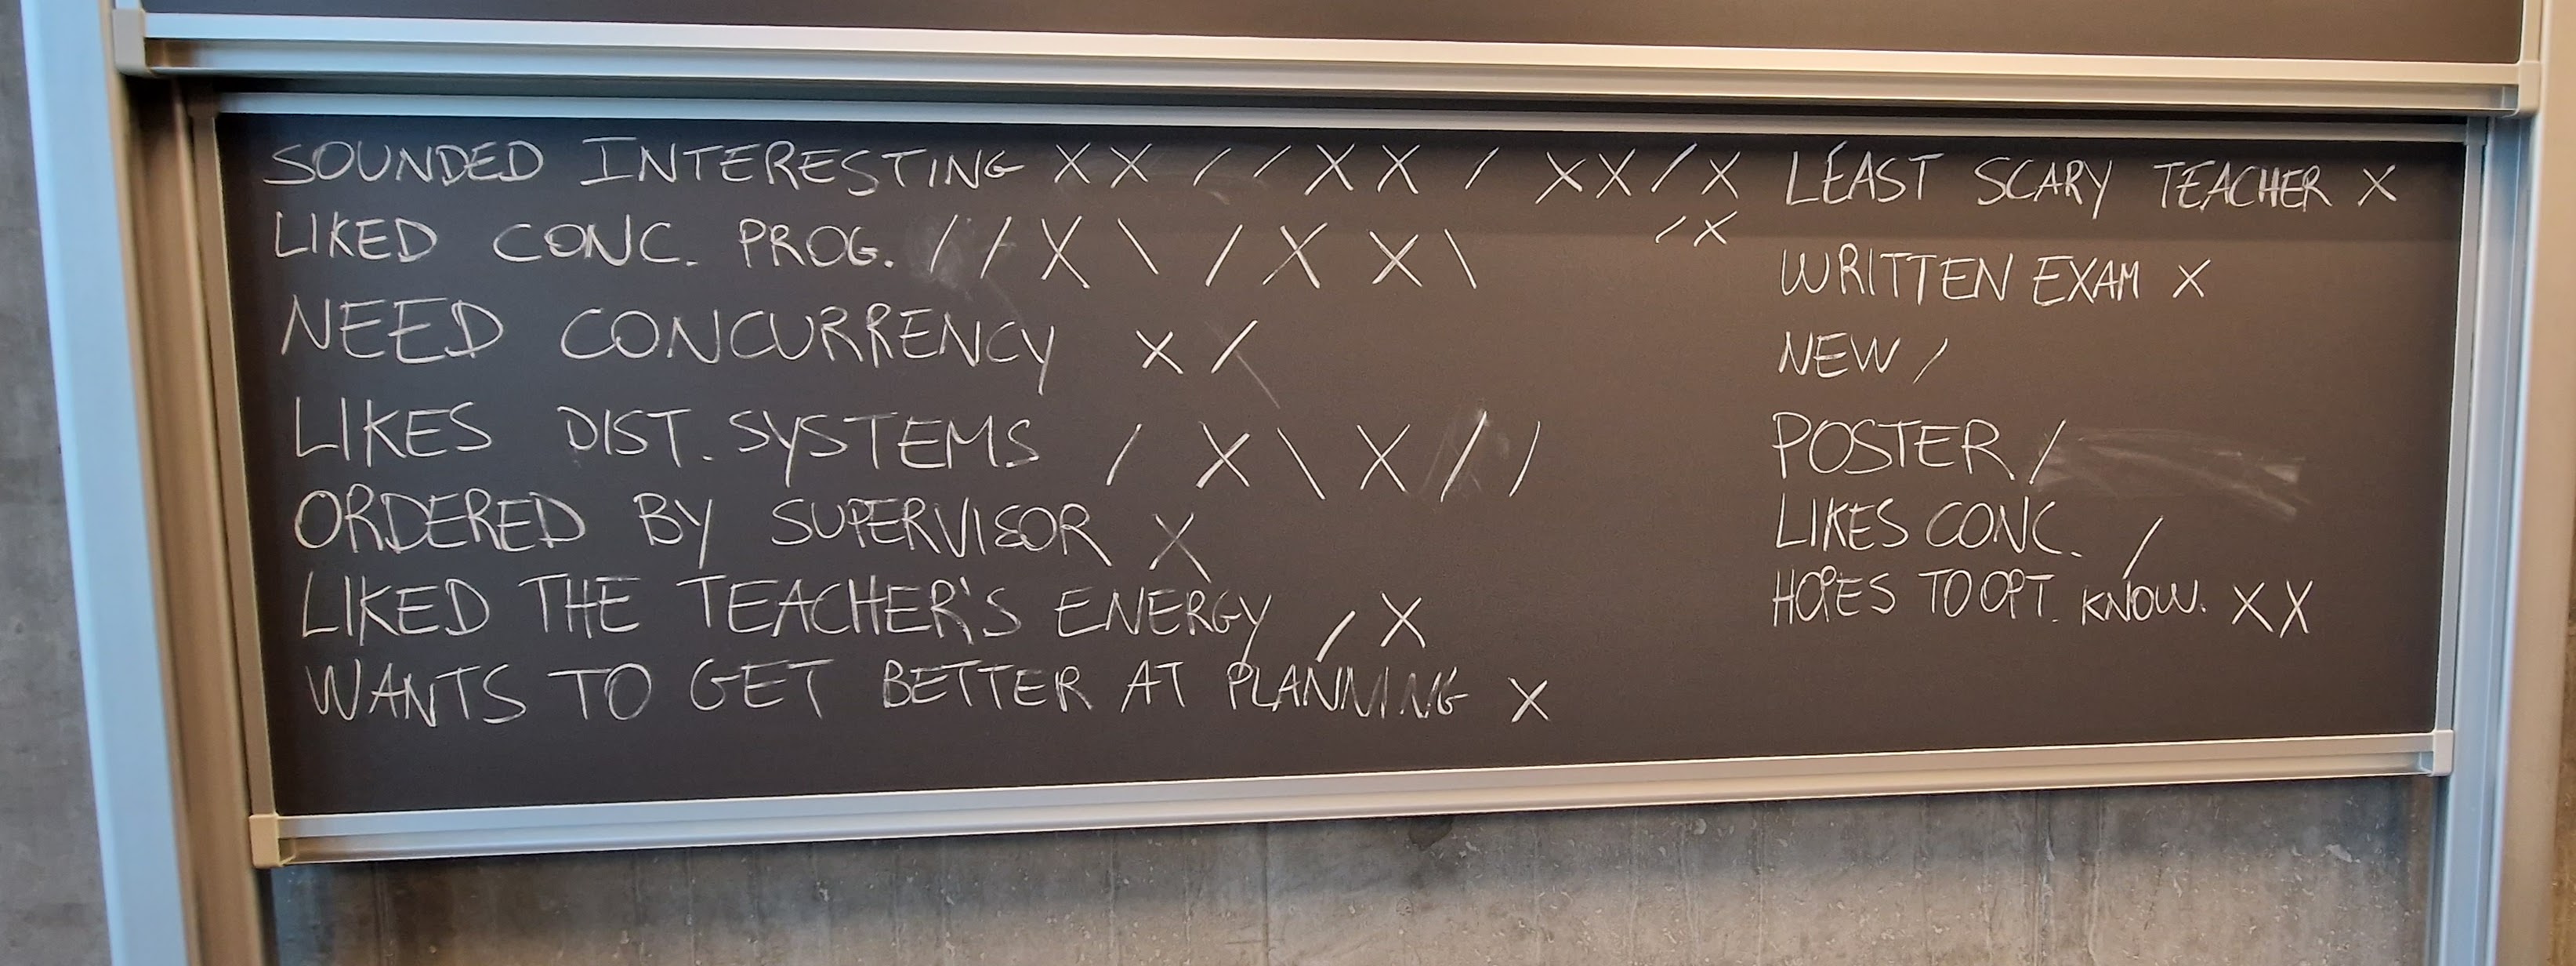 SOUNDED INTERESTING X X / / X X / X X / X
/ X
LIKED CONC. PROG. / / X \ / X X \
NEED CONCURRENCY X /
LIKES DIST. SYSTEMS / X \ X / /
ORDERED BY SUPERVISOR X
LIKED THE TEACHER'S ENERGY / X
WANTS TO GET BETTER AT PLANNING X
LEAST SCARY TEACHER X
WRITTEN EXAM X
NEW /
POSTER /
LIKES CONC. /
HOPES TO OPT. KNOW. X X